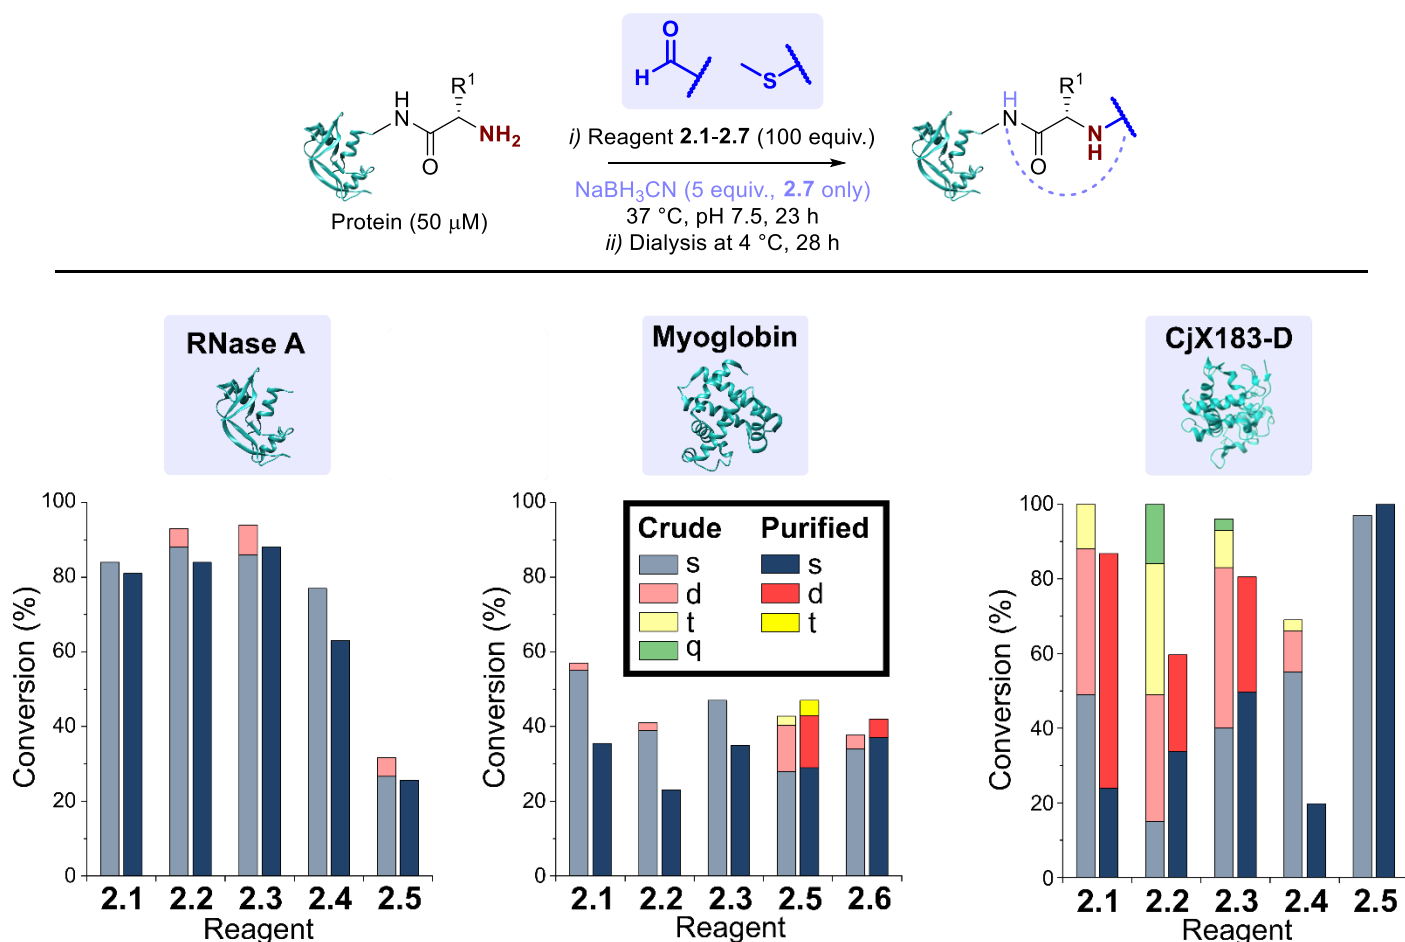 O
H
S
H
N
R¹
NH₂
O
Protein (50 μM)
i) Reagent 2.1-2.7 (100 equiv.)
NaBH₃CN (5 equiv., 2.7 only)
37 °C, pH 7.5, 23 h
ii) Dialysis at 4 °C, 28 h
H
N
R¹
O
N
H
RNase A
Conversion (%)
100
80
60
40
20
0
2.1 2.2 2.3 2.4 2.5
Reagent
Myoglobin
Conversion (%)
100
80
60
40
20
0
Crude Purified
s s
d d
t t
q
2.1 2.2 2.3 2.5 2.6
Reagent
CjX183-D
Conversion (%)
100
80
60
40
20
0
2.1 2.2 2.3 2.4 2.5
Reagent